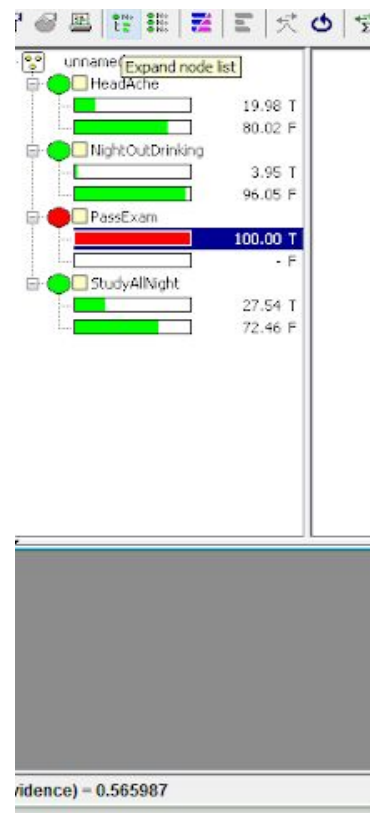 unname
Expand node list
HeadAche
19.98 T
80.02 F
NightOutDrinking
3.95 T
96.05 F
PassExam
100.00 T
- F
StudyAllNight
27.54 T
72.46 F
vidence) = 0.565987